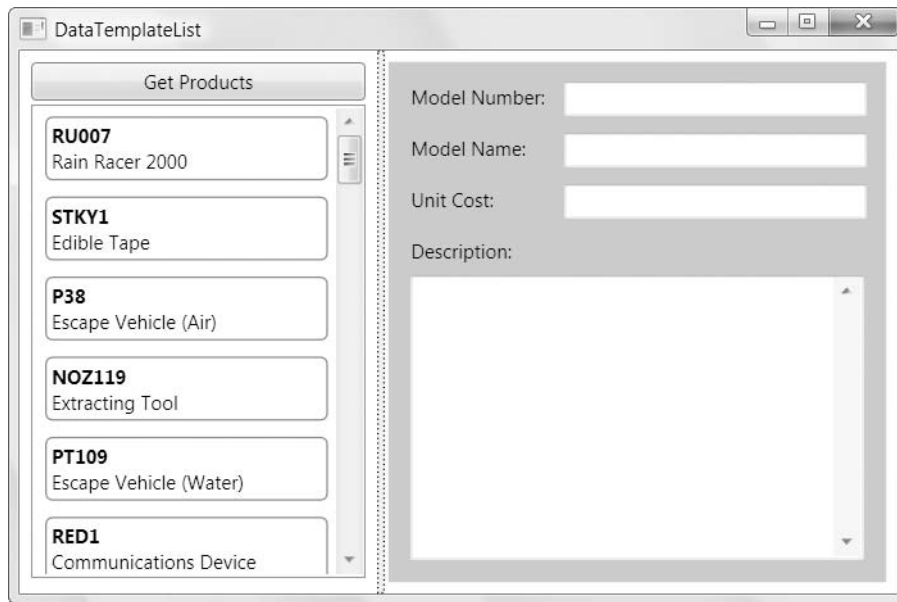 DataTemplateList
Get Products
RU007
Rain Racer 2000
STKY1
Edible Tape
P38
Escape Vehicle (Air)
NOZ119
Extracting Tool
PT109
Escape Vehicle (Water)
RED1
Communications Device
Model Number:
Model Name:
Unit Cost:
Description: